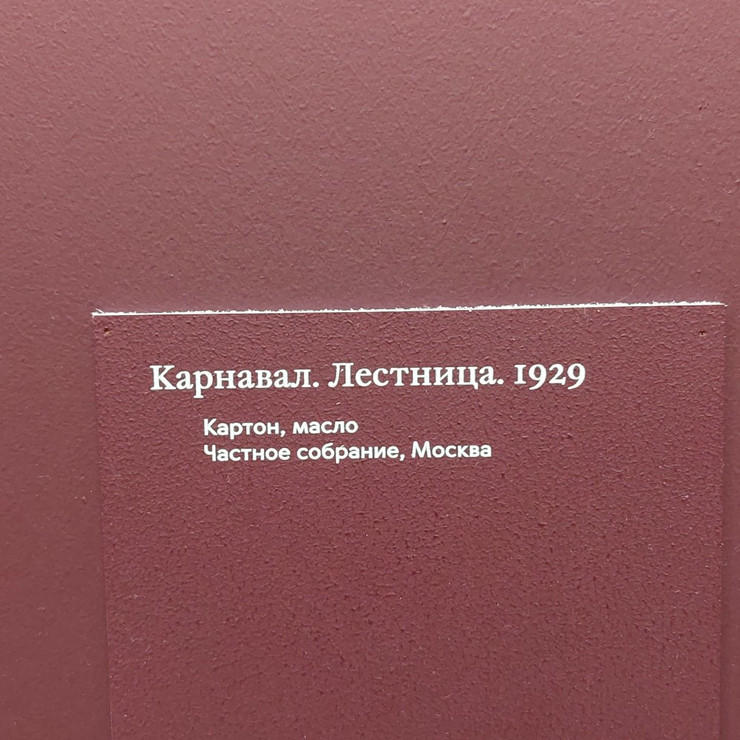 Карнавал. Лестница. 1929
Картон, масло
Частное собрание, Москва